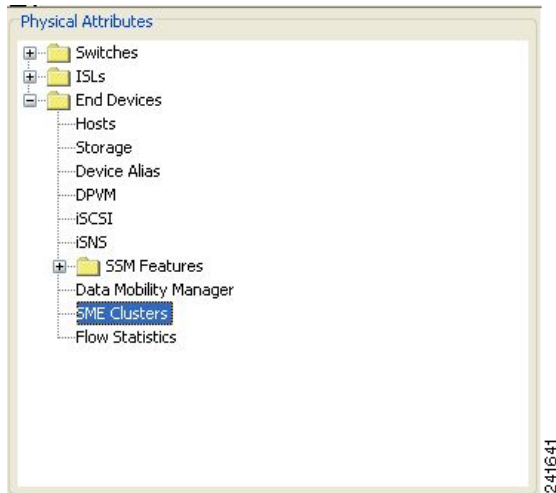 Physical Attributes
Switches
ISLs
End Devices
Hosts
Storage
Device Alias
DPVM
iSCSI
iSNS
SSM Features
Data Mobility Manager
SME Clusters
Flow Statistics
241641